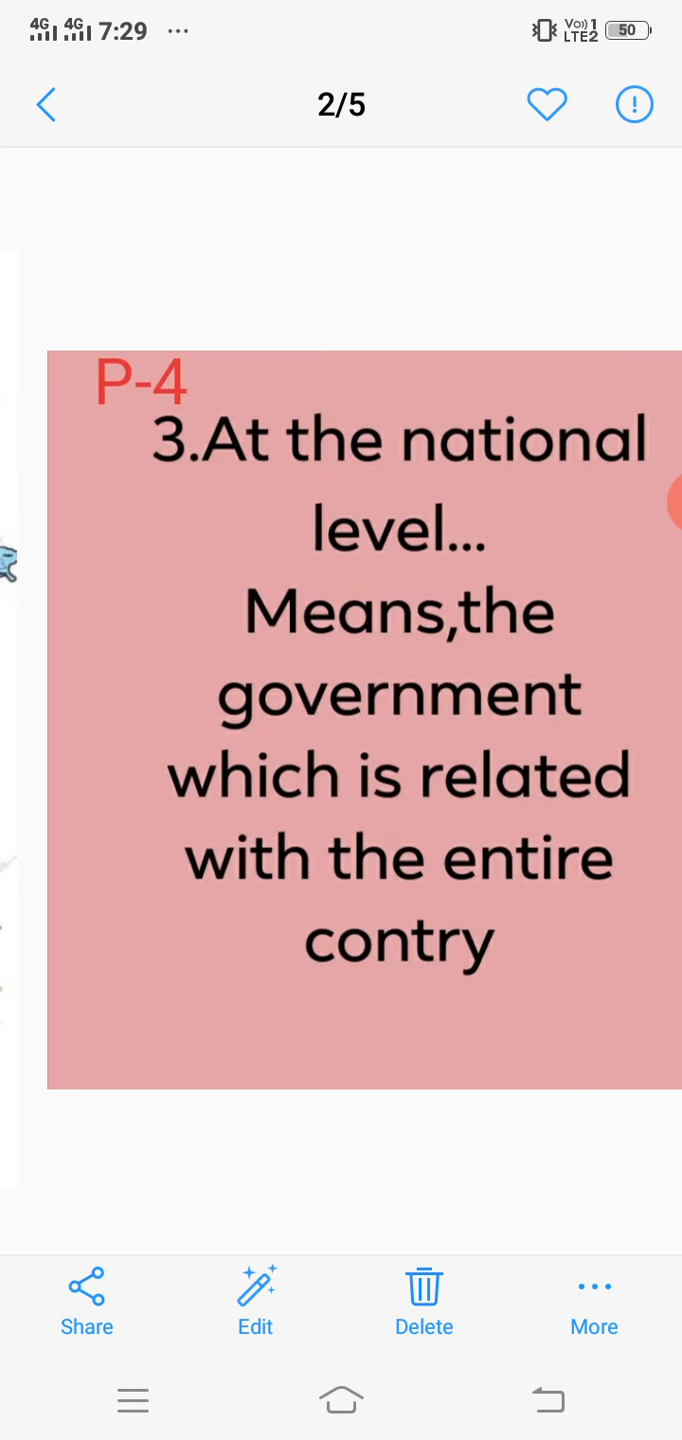 4G 4G 7:29 ... Vo)) 1 LTE2 50
2/5
P-4
3.At the national
level...
Means,the
government
which is related
with the entire
contry
Share Edit Delete More